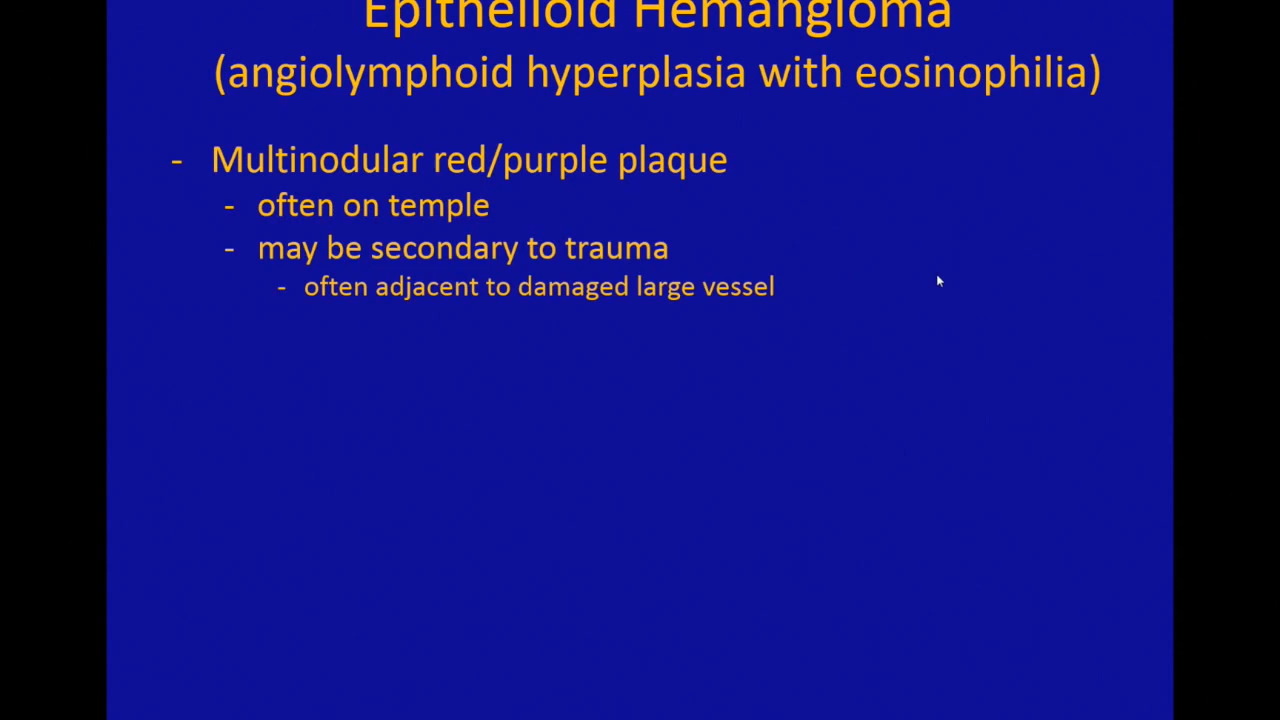 Epithelioid Hemangioma
(angiolymphoid hyperplasia with eosinophilia)
- Multinodular red/purple plaque
- often on temple
- may be secondary to trauma
- often adjacent to damaged large vessel